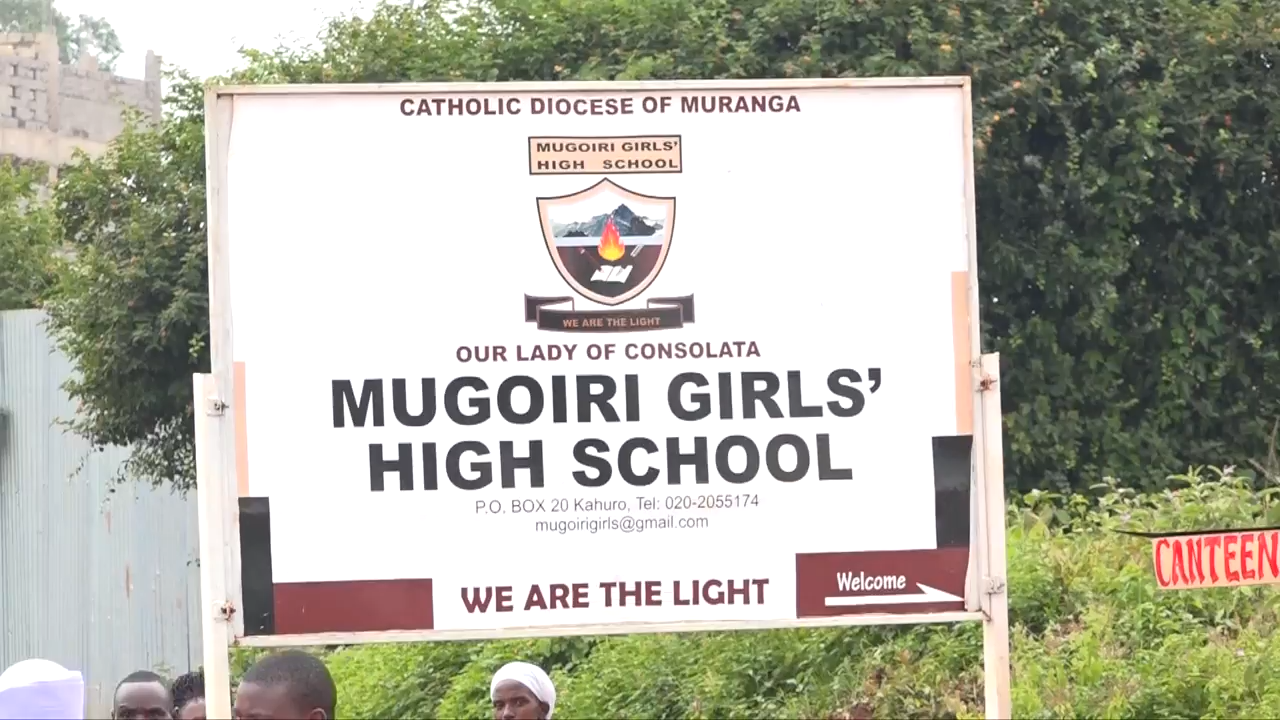 CATHOLIC DIOCESE OF MURANGA
MUGOIRI GIRLS'
HIGH SCHOOL
WE ARE THE LIGHT
OUR LADY OF CONSOLATA
MUGOIRI GIRLS'
HIGH SCHOOL
P.O. BOX 20 Kahuro, Tel: 020-2055174
mugoirigirls@gmail.com
WE ARE THE LIGHT
Welcome
CANTEEN